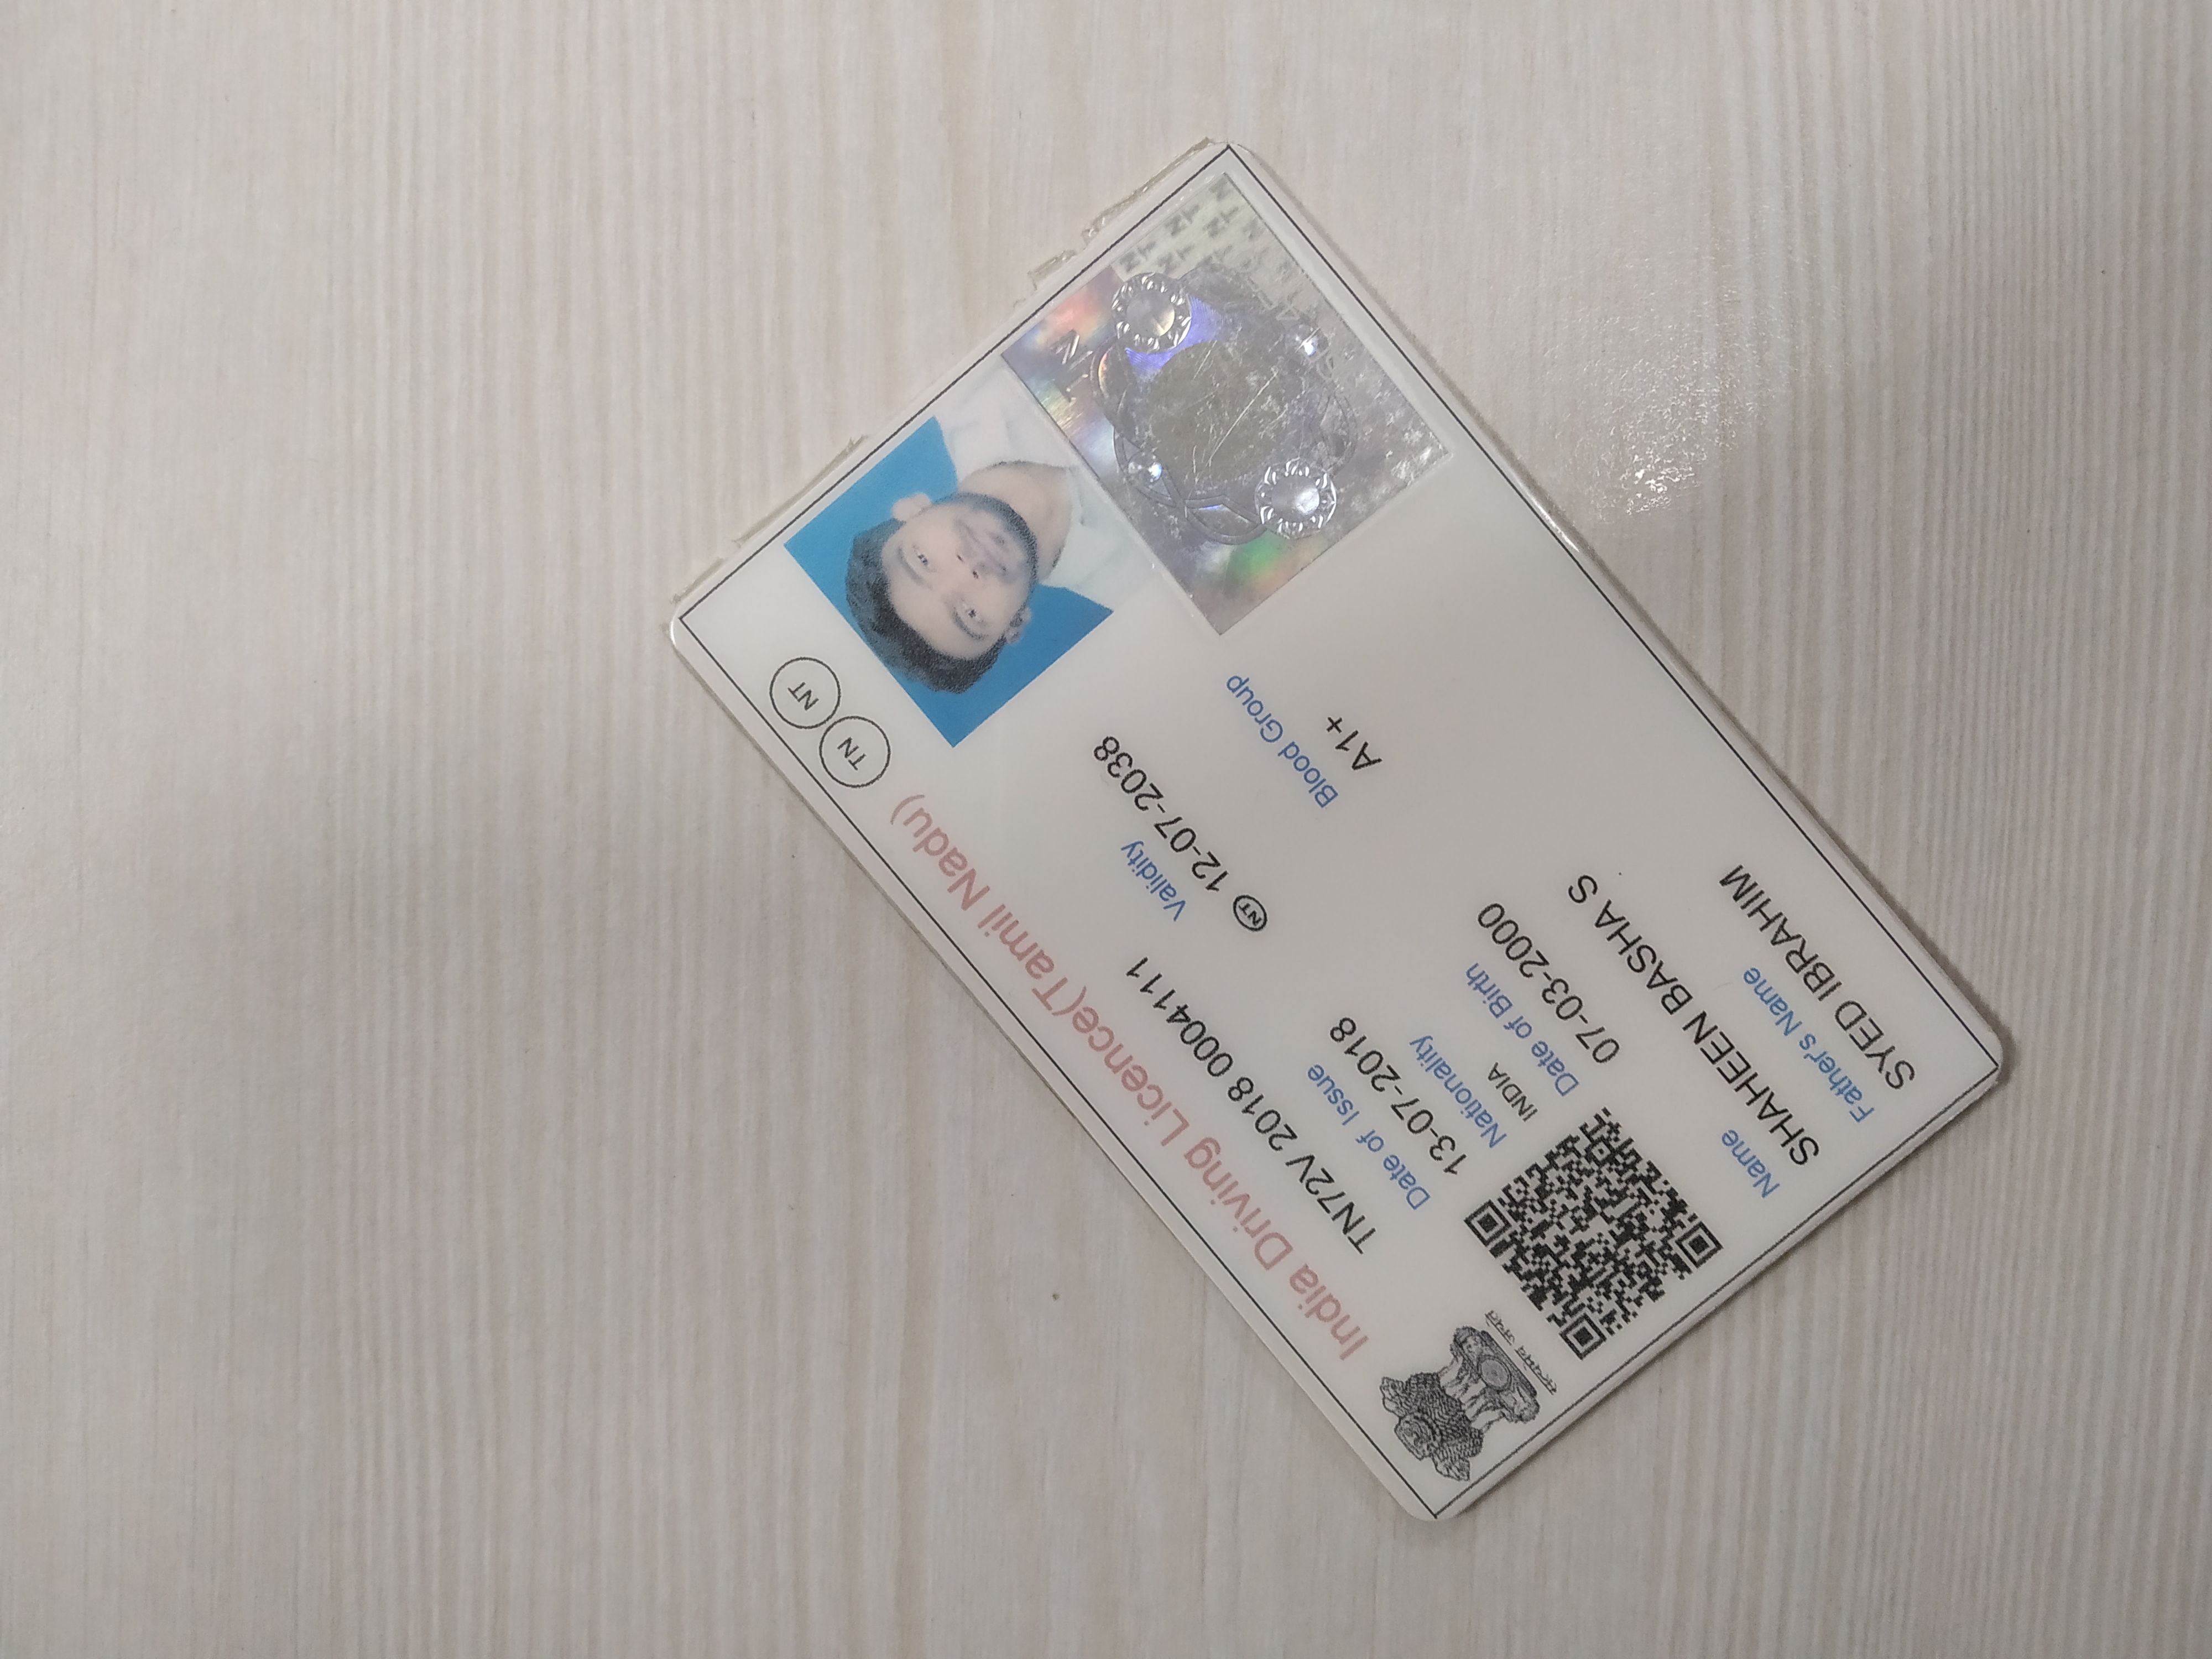 India Driving Licence(Tamil Nadu)
TN NT
TN72V 2018 0004111
सत्यमेव जयते
Date of Issue
13-07-2018
Validity
NT 12-07-2038
Nationality
INDIA
Blood Group
A1+
Date of Birth
07-03-2000
Name
SHAHEEN BASHA S
Father's Name
SYED IBRAHIM
TN